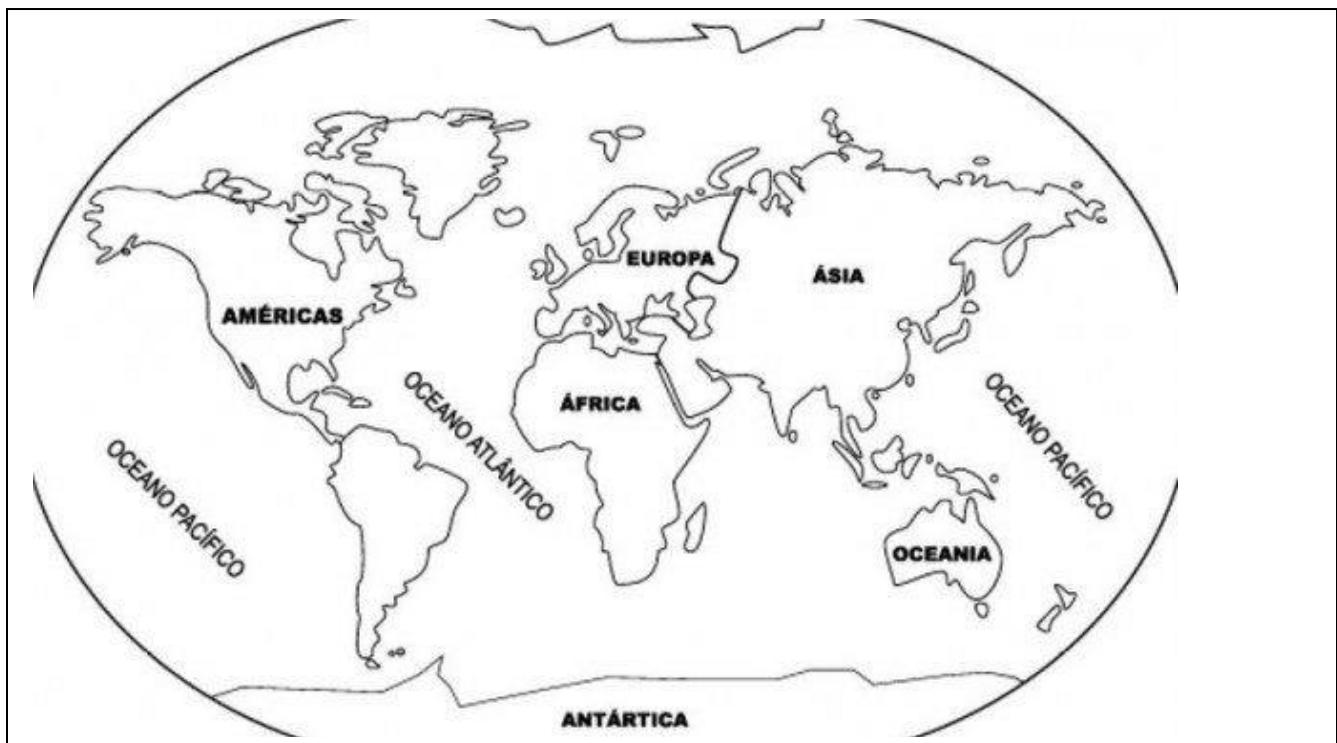 EUROPA
ÁSIA
AMÉRICAS
ÁFRICA
OCEANO ATLÂNTICO
OCEANO PACÍFICO
OCEANO PACÍFICO
OCEANIA
ANTÁRTICA